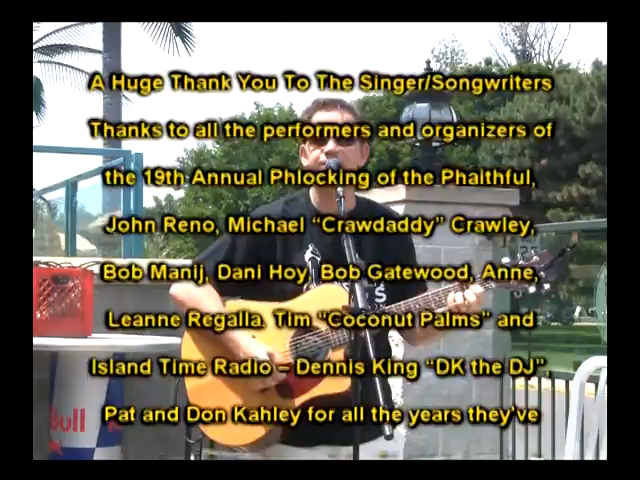 A Huge Thank You To The Singer/Songwriters
Thanks to all the performers and organizers of
the 19th Annual Phlocking of the Phaithful,
John Reno, Michael “Crawdaddy” Crawley,
Bob Manij, Dani Hoy, Bob Gatewood, Anne,
Leanne Regalla. Tim “Coconut Palms” and
Island Time Radio – Dennis King “DK the DJ”,
Pat and Don Kahley for all the years they've
Bull